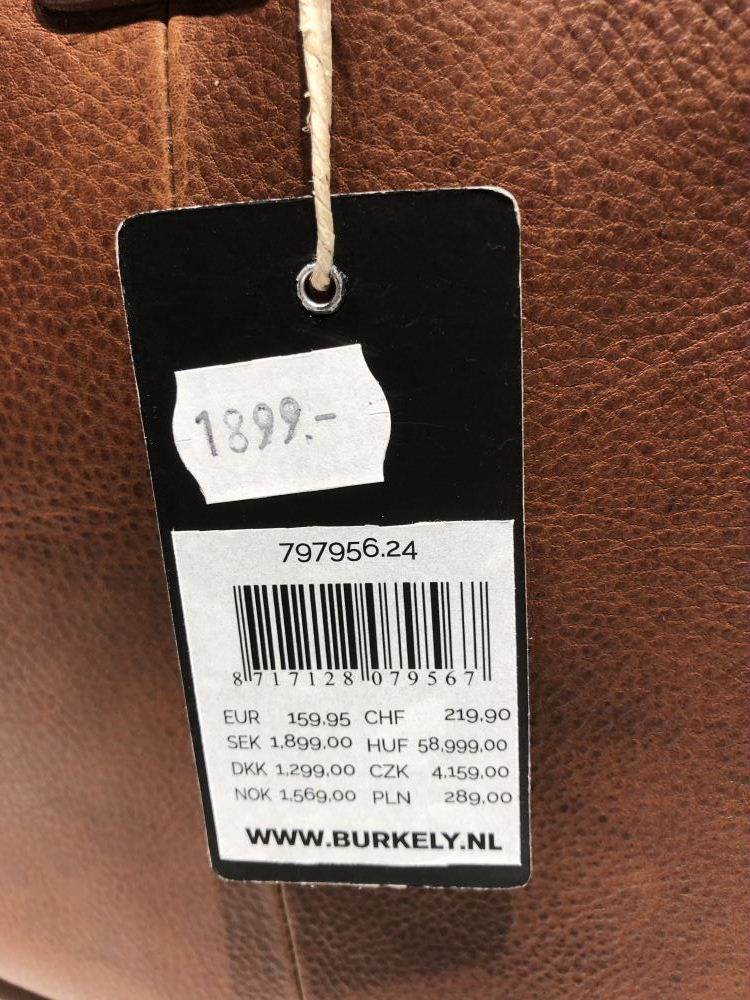 1899.-
797956.24
8 717128 079567
EUR 159.95 CHF 219.90
SEK 1.899.00 HUF 58.999.00
DKK 1.299.00 CZK 4.159.00
NOK 1.569.00 PLN 289.00
WWW.BURKELY.NL